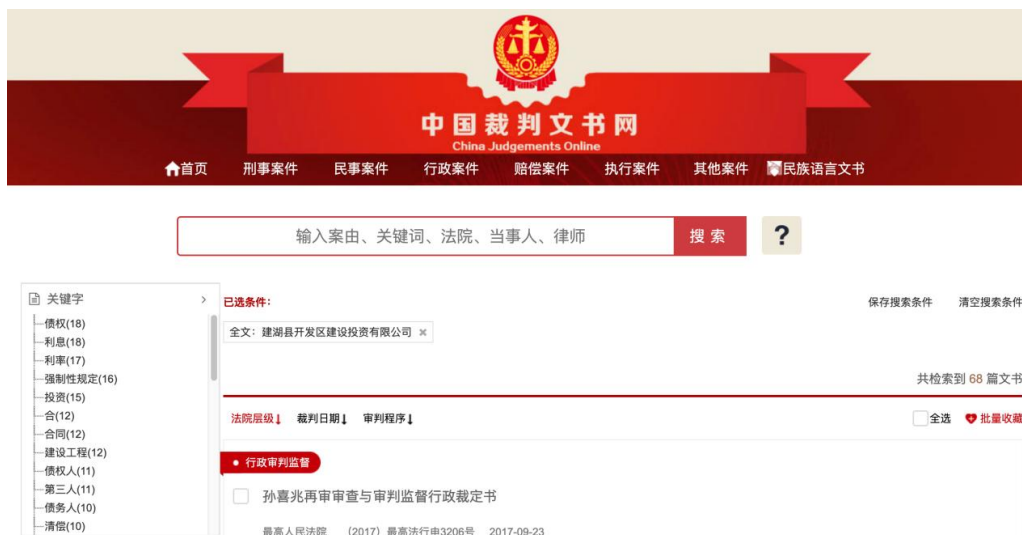 中国裁判文书网
China Judgements Online
首页 刑事案件 民事案件 行政案件 赔偿案件 执行案件 其他案件 民族语言文书
输入案由、关键词、法院、当事人、律师 搜索 ?
关键字 >
债权(18)
利息(18)
利率(17)
强制性规定(16)
投资(15)
合(12)
合同(12)
建设工程(12)
债权人(11)
第三人(11)
债务人(10)
清偿(10)
已选条件:
保存搜索条件 清空搜索条件
全文: 建湖县开发区建设投资有限公司 ×
共检索到 68 篇文书
法院层级↓ 裁判日期↓ 审判程序↓
全选 批量收藏
行政审判监督
孙喜兆再审审查与审判监督行政裁定书
最高人民法院 (2017) 最高法行申3206号 2017-09-23